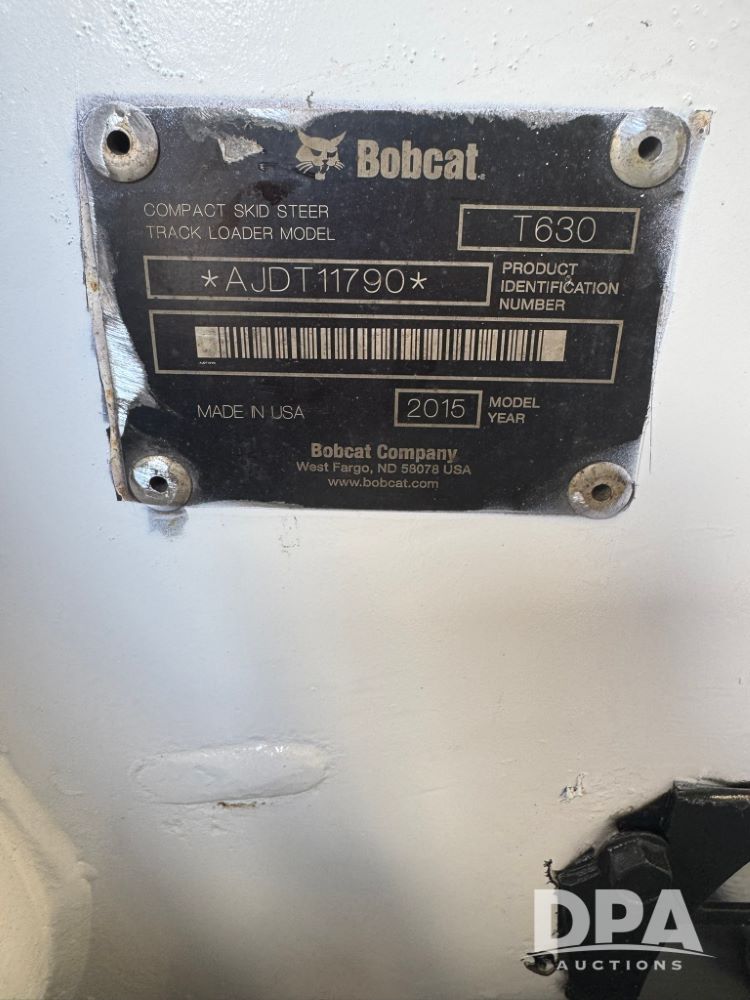 Bobcat.
COMPACT SKID STEER
TRACK LOADER MODEL
T630
*AJDT11790*
PRODUCT
IDENTIFICATION
NUMBER
MADE IN USA
2015
MODEL
YEAR
Bobcat Company
West Fargo, ND 58078 USA
www.bobcat.com
DPA
AUCTIONS